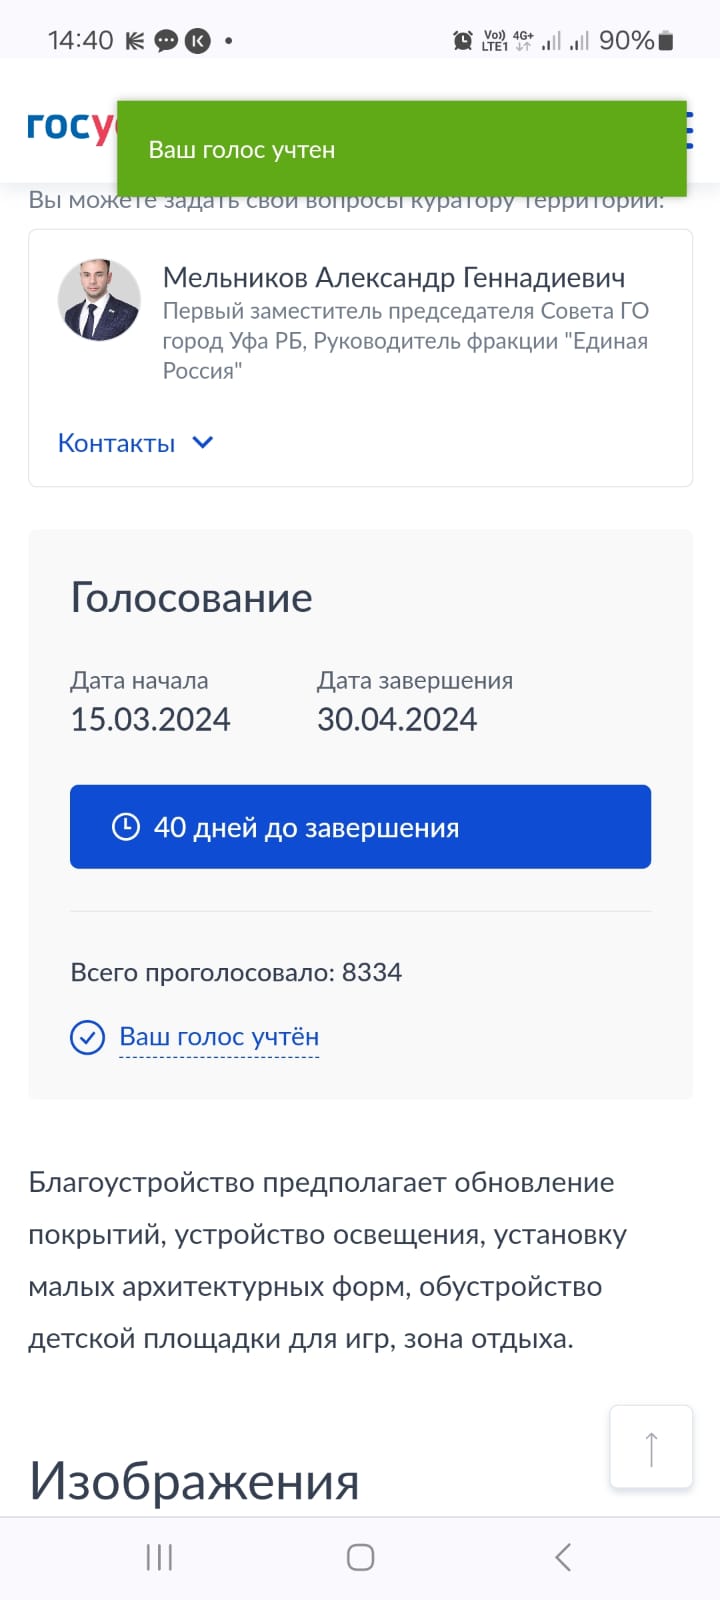 14:40
Vo)) 4G+
LTE1
90%
госу
Ваш голос учтен
Вы можете задать свои вопросы куратору территории:
Мельников Александр Геннадиевич
Первый заместитель председателя Совета ГО
город Уфа РБ, Руководитель фракции "Единая
Россия"
Контакты
Голосование
Дата начала
Дата завершения
15.03.2024
30.04.2024
40 дней до завершения
Всего проголосовало: 8334
Ваш голос учтён
Благоустройство предполагает обновление
покрытий, устройство освещения, установку
малых архитектурных форм, обустройство
детской площадки для игр, зона отдыха.
Изображения